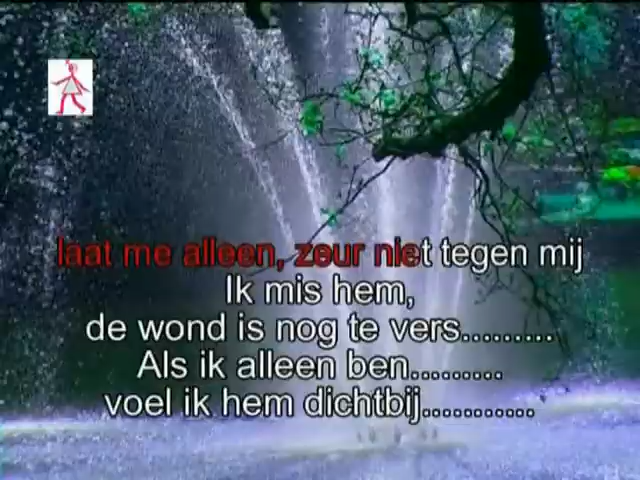 laat me alleen, zeur niet tegen mij
Ik mis hem,
de wond is nog te vers.........
Als ik alleen ben.........
voel ik hem dichtbij...........